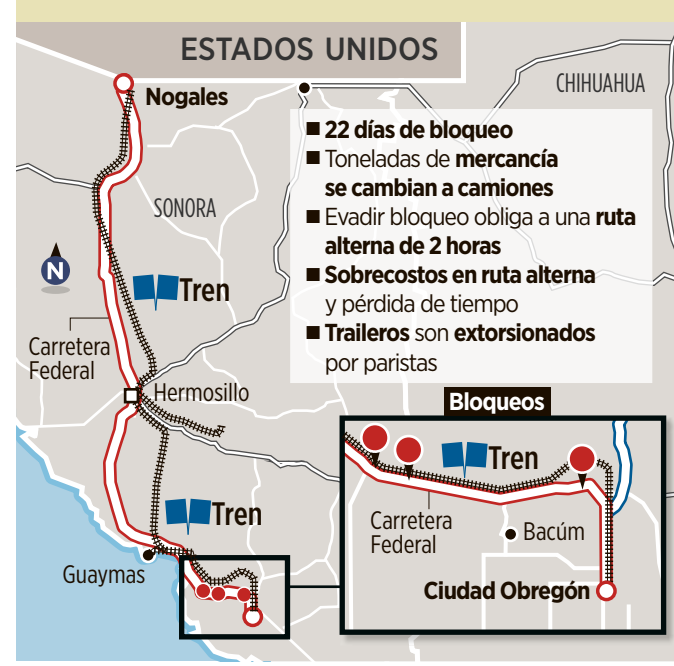 ESTADOS UNIDOS
CHIHUAHUA
Nogales
■ 22 días de bloqueo
■ Toneladas de mercancía
se cambian a camiones
■ Evadir bloqueo obliga a una ruta
alterna de 2 horas
■ Sobrecostos en ruta alterna
y pérdida de tiempo
■ Traileros son extorsionados
por paristas
SONORA
N
Tren
Carretera
Federal
Hermosillo
Bloqueos
Tren
Carretera
Federal
Bacúm
Ciudad Obregón
Tren
Guaymas